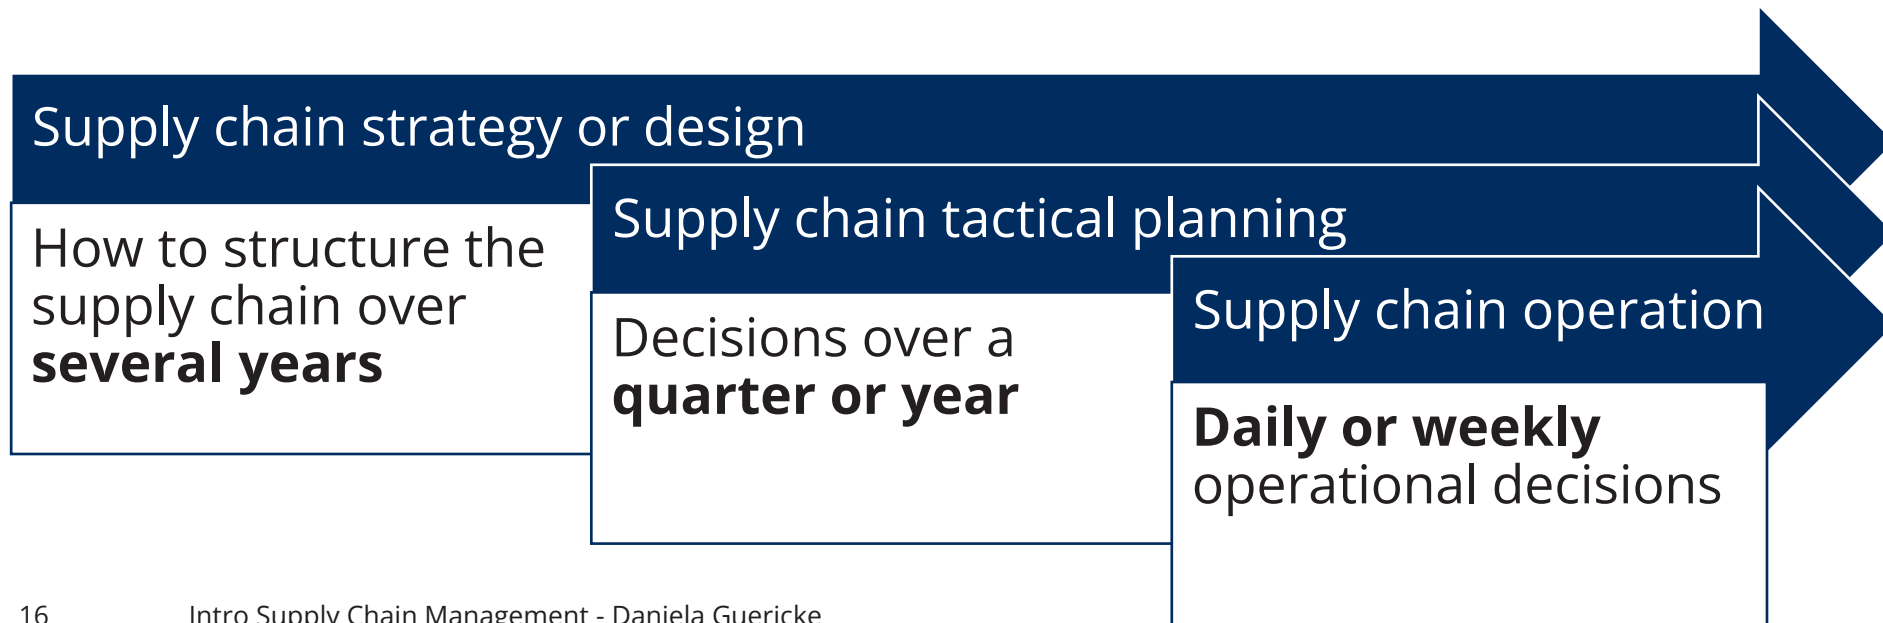 Supply chain strategy or design
How to structure the
supply chain over
several years
Supply chain tactical planning
Decisions over a
quarter or year
Supply chain operation
Daily or weekly
operational decisions
16 Intro Supply Chain Management - Daniela Guericke